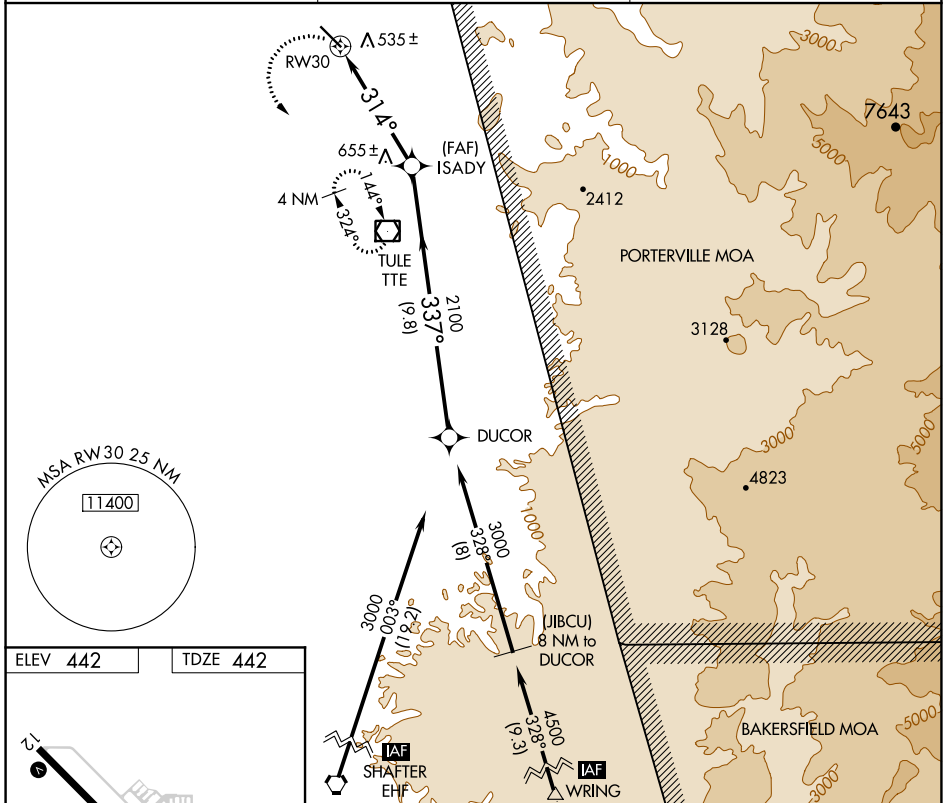 3000
535±
RW30
314°
7643
5000
655±
(FAF)
ISADY
1000
4 NM
144°
324°
2412
TULE
TTE
PORTERVILLE MOA
2100
337°
(9.8)
3128
DUCOR
3000
5000
MSA RW30 25 NM
11400
4823
1000
3000
328°
(8)
3000
003°
(19.2)
(JIBCU)
8 NM to
DUCOR
ELEV 442
TDZE 442
4500
328°
(9.3)
BAKERSFIELD MOA
5000
12
V
IAF
SHAFTER
EHF
IAF
WRING
3000